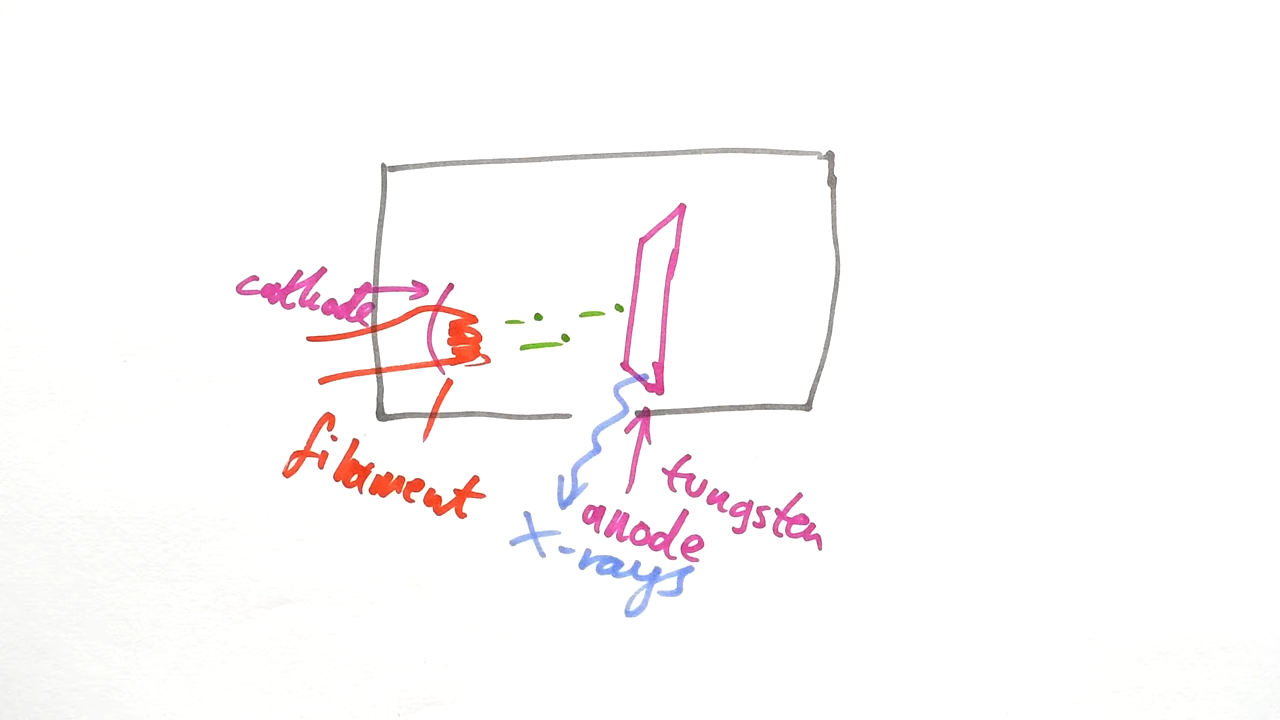 cathode
filament
tungsten
anode
X-rays